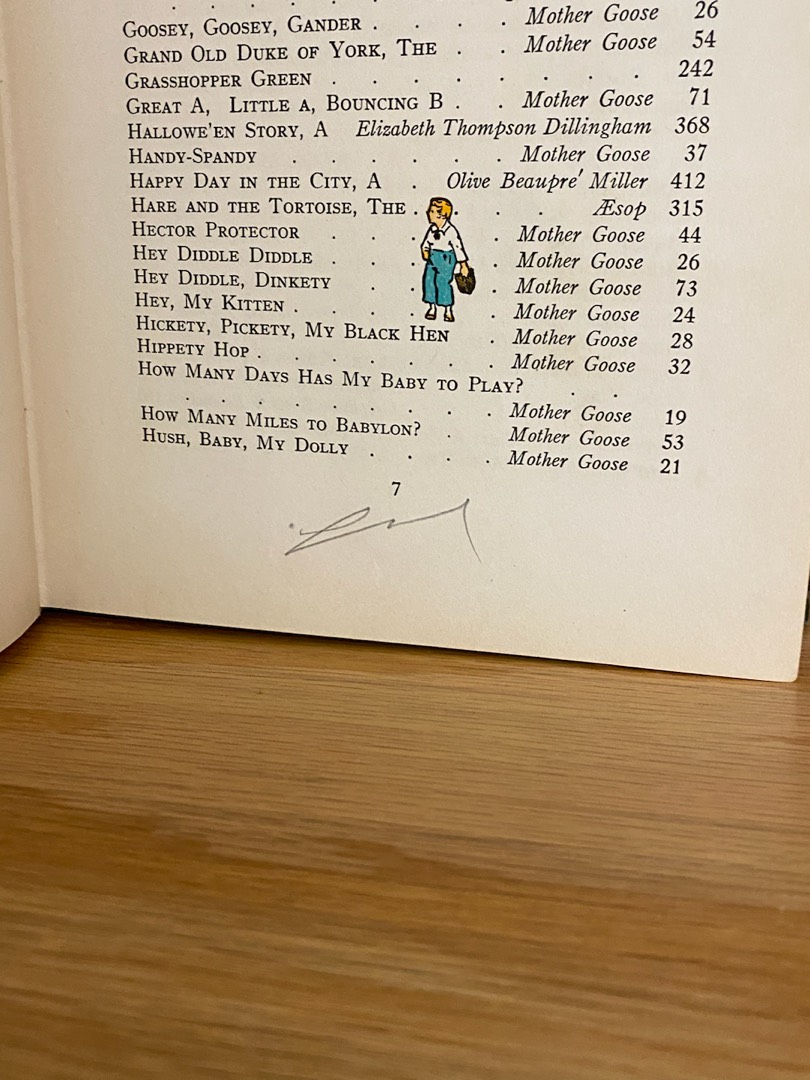 GOOSEY, GOOSEY, GANDER . . . . Mother Goose 26
GRAND OLD DUKE OF YORK, THE . . Mother Goose 54
GRASSHOPPER GREEN . . . . . . . . 242
GREAT A, LITTLE A, BOUNCING B . . Mother Goose 71
HALLOWE'EN STORY, A Elizabeth Thompson Dillingham 368
HANDY-SPANDY . . . . . . Mother Goose 37
HAPPY DAY IN THE CITY, A . Olive Beaupre' Miller 412
HARE AND THE TORTOISE, THE . . . . Æsop 315
HECTOR PROTECTOR . . . . Mother Goose 44
HEY DIDDLE DIDDLE . . . . Mother Goose 26
HEY DIDDLE, DINKETY . . . Mother Goose 73
HEY, MY KITTEN . . . . . Mother Goose 24
HICKETY, PICKETY, MY BLACK HEN . Mother Goose 28
HIPPETY HOP . . . . . . . Mother Goose 32
HOW MANY DAYS HAS MY BABY TO PLAY? . .
. . . . . . . . . Mother Goose 19
HOW MANY MILES TO BABYLON? . Mother Goose 53
HUSH, BABY, MY DOLLY . . . . Mother Goose 21
7